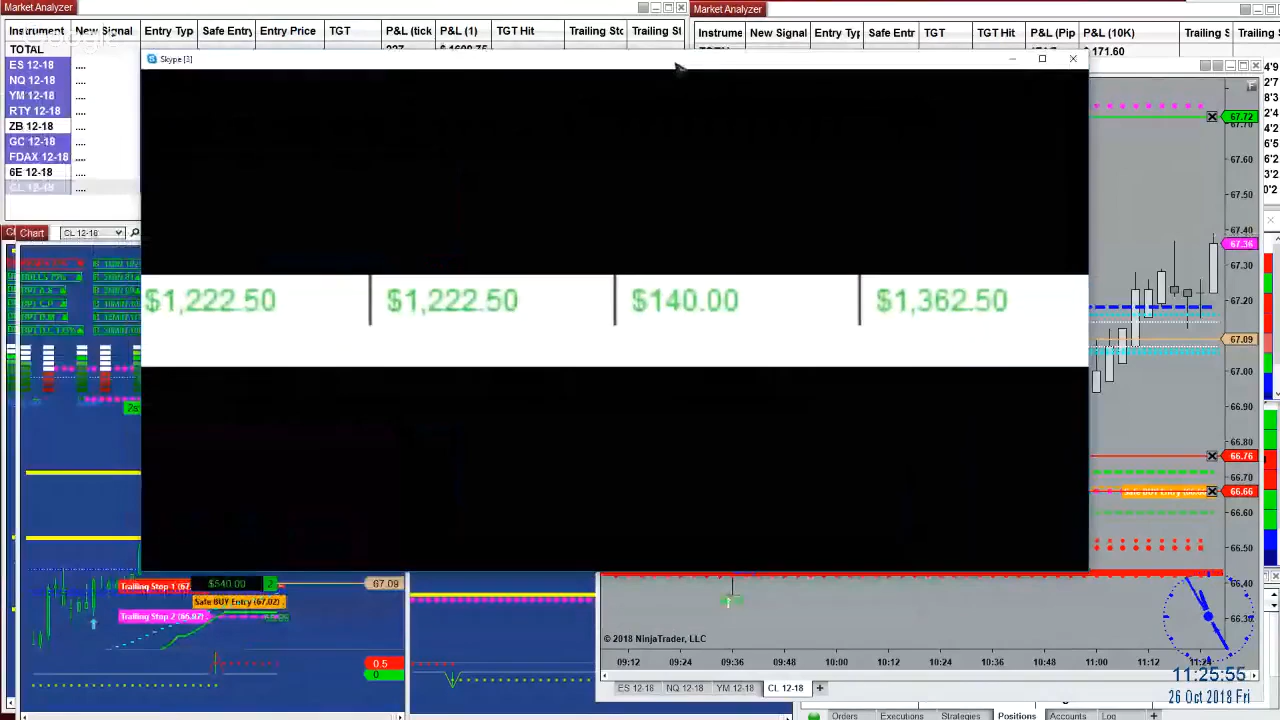 Market Analyzer
Instrument New Signal Entry Typ Safe Entry Entry Price TGT P&L (tick P&L (1) TGT Hit Trailing Stc Trailing St
TOTAL
ES 12-18 ....
NQ 12-18 ....
YM 12-18 ....
RTY 12-18 ....
ZB 12-18 ....
GC 12-18 ....
FDAX 12-18 ....
6E 12-18 ....
CL 12-18 ....
Market Analyzer
Instrume New Signal Entry Typ Safe Entr TGT TGT Hit P&L (Pip P&L (10K) Trailing S Trailing S
$ 171.60
Skype [3]
$1,222.50 $1,222.50 $140.00 $1,362.50
Chart CL 12-18
67.72
67.60
67.50
67.40
67.36
67.30
67.20
67.09
67.00
66.90
66.80
66.76
66.70
66.66
66.60
66.50
66.40
66.30
Trailing Stop 1 (67. $540.00 2 67.09
Safe BUY Entry (67.02)
Trailing Stop 2 (66.97)
0.5
0
© 2018 NinjaTrader, LLC
09:12 09:24 09:36 09:48 10:00 10:12 10:24 10:36 10:48 11:00 11:12
ES 12-18 NQ 12-18 YM 12-18 CL 12-18
11:25:55
26 Oct 2018 Fri
Orders Executions Strategies Positions Accounts Log